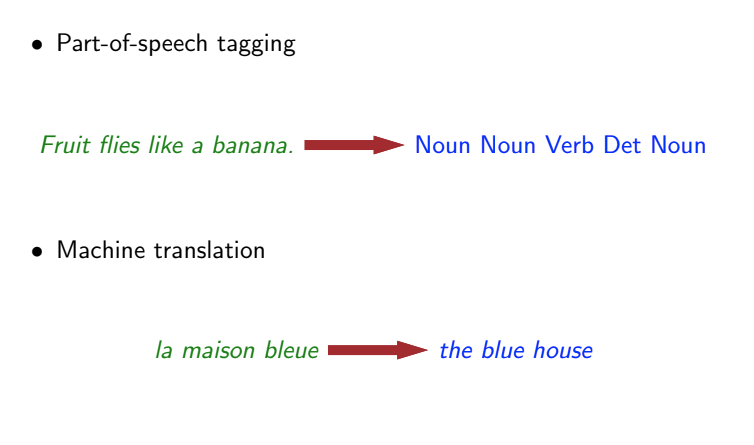 • Part-of-speech tagging
Fruit flies like a banana. Noun Noun Verb Det Noun
• Machine translation
la maison bleue the blue house